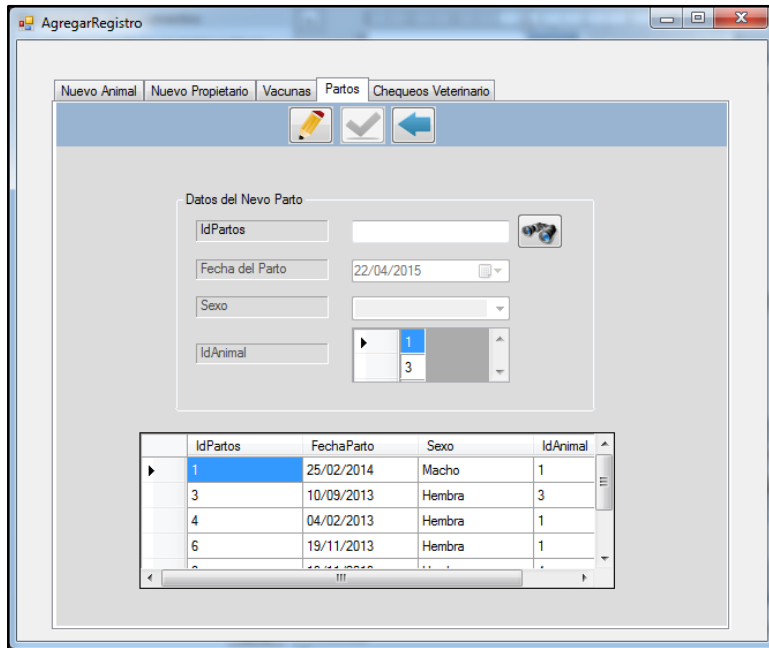 AgregarRegistro
Nuevo Animal Nuevo Propietario Vacunas Partos Chequeos Veterinario
Datos del Nevo Parto
IdPartos
Fecha del Parto 22/04/2015
Sexo
IdAnimal
1
3
IdPartos FechaParto Sexo IdAnimal
1 25/02/2014 Macho 1
3 10/09/2013 Hembra 3
4 04/02/2013 Hembra 1
6 19/11/2013 Hembra 1